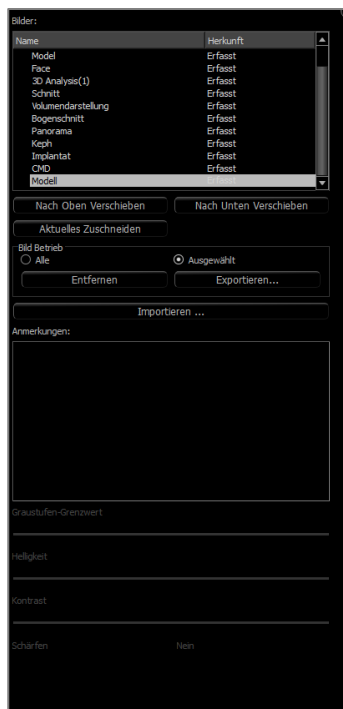 Bilder:
Name Herkunft
Model Erfasst
Face Erfasst
3D Analysis(1) Erfasst
Schnitt Erfasst
Volumendarstellung Erfasst
Bogenschnitt Erfasst
Panorama Erfasst
Keph Erfasst
Implantat Erfasst
CMD Erfasst
Modell Erfasst
Nach Oben Verschieben Nach Unten Verschieben
Aktuelles Zuschneiden
Bild Betrieb
Alle Ausgewählt
Entfernen Exportieren...
Importieren ...
Anmerkungen:
Graustufen-Grenzwert
Helligkeit
Kontrast
Schärfen Nein